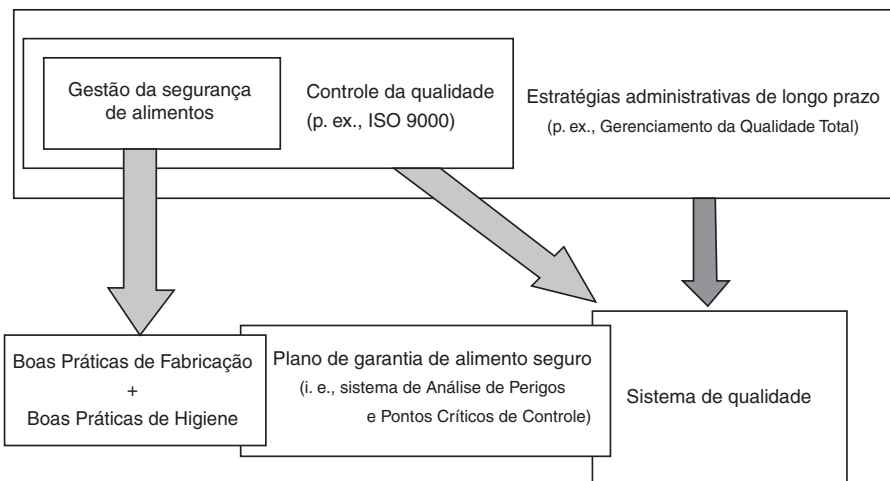 Gestão da segurança
de alimentos
Controle da qualidade
(p. ex., ISO 9000)
Estratégias administrativas de longo prazo
(p. ex., Gerenciamento da Qualidade Total)
Boas Práticas de Fabricação
+
Boas Práticas de Higiene
Plano de garantia de alimento seguro
(i. e., sistema de Análise de Perigos
e Pontos Críticos de Controle)
Sistema de qualidade